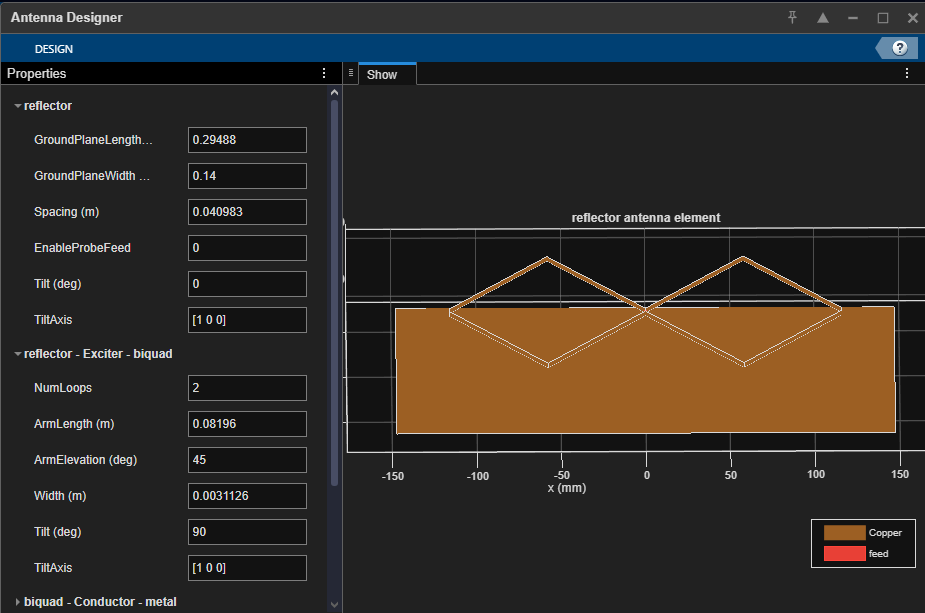 Antenna Designer
DESIGN
Properties
reflector
GroundPlaneLength... 0.29488
GroundPlaneWidth ... 0.14
Spacing (m) 0.040983
EnableProbeFeed 0
Tilt (deg) 0
TiltAxis [1 0 0]
reflector - Exciter - biquad
NumLoops 2
ArmLength (m) 0.08196
ArmElevation (deg) 45
Width (m) 0.0031126
Tilt (deg) 90
TiltAxis [1 0 0]
biquad - Conductor - metal
Show
reflector antenna element
-150 -100 -50 0 50 100 150
x (mm)
Copper
feed
?